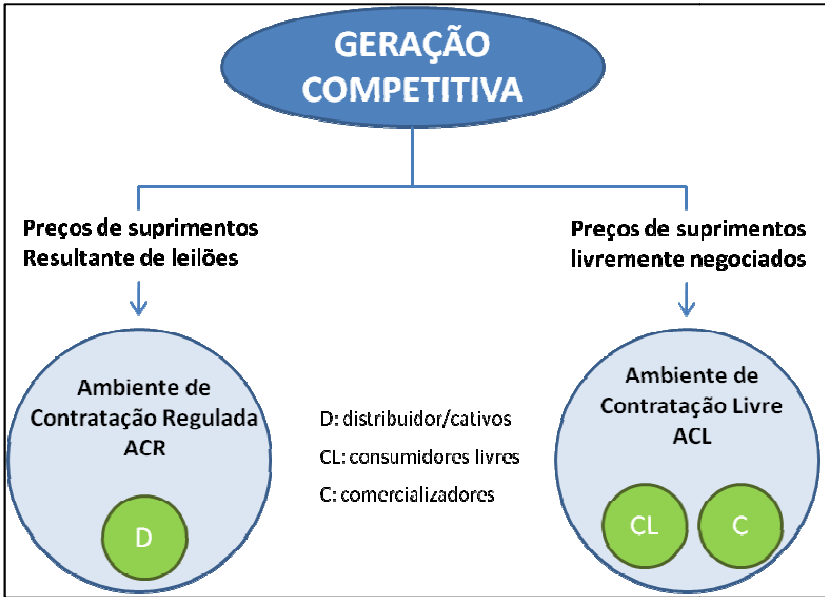 GERAÇÃO
COMPETITIVA
Preços de suprimentos
Resultante de leilões
Preços de suprimentos
livremente negociados
Ambiente de
Contratação Regulada
ACR
D
D: distribuidor/cativos
CL: consumidores livres
C: comercializadores
Ambiente de
Contratação Livre
ACL
CL
C